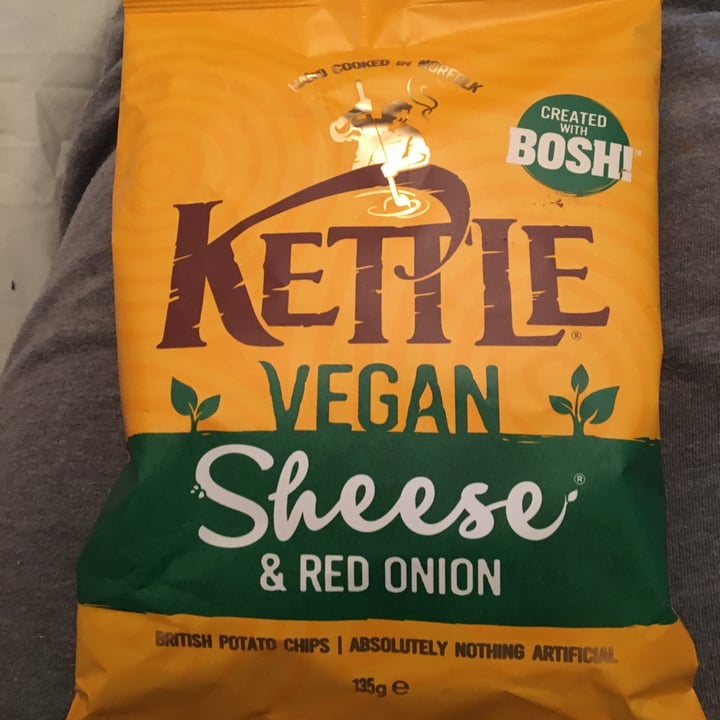 HAND COOKED IN NORFOLK
CREATED
WITH
BOSH!™
KETTLE®
VEGAN
Sheese®
& RED ONION
BRITISH POTATO CHIPS | ABSOLUTELY NOTHING ARTIFICIAL
135g ℮